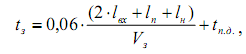 t_з = 0,06 · (2 · l_вх + l_п + l_н) / V_з + t_п.д. ,